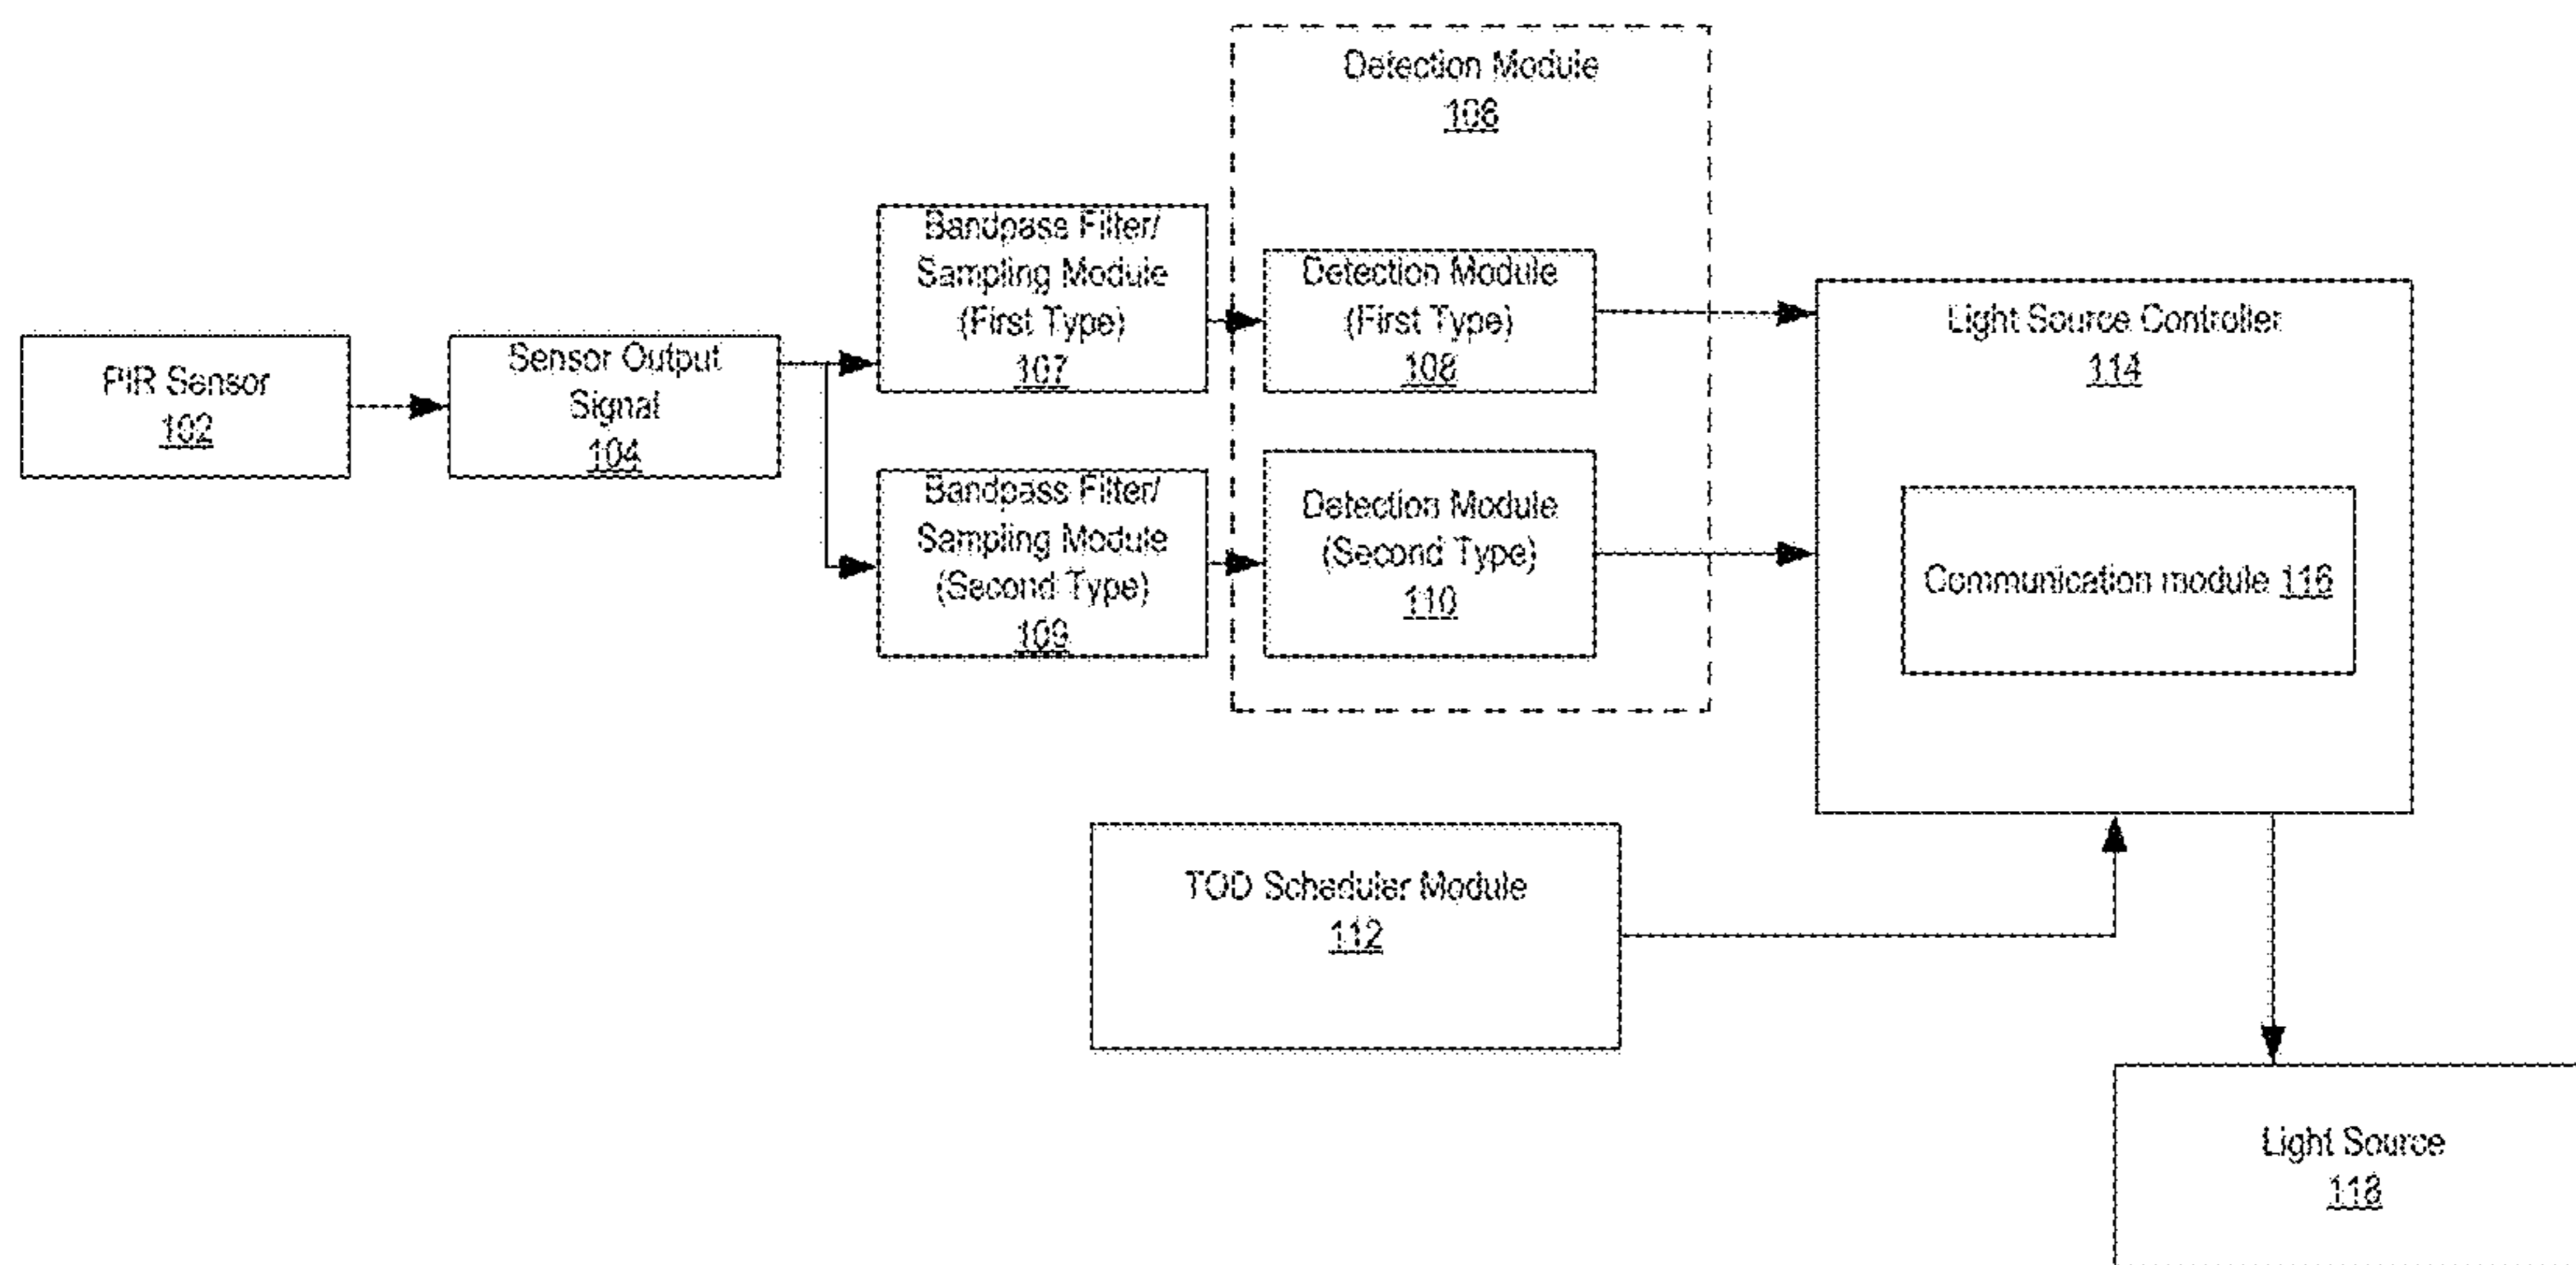 Detection Module
106
Bandpass Filter/
Sampling Module
(First Type)
107
Detection Module
(First Type)
108
Light Source Controller
114
PIR Sensor
102
Sensor Output
Signal
104
Bandpass Filter/
Sampling Module
(Second Type)
109
Detection Module
(Second Type)
110
Communication module 116
TOD Scheduler Module
112
Light Source
118